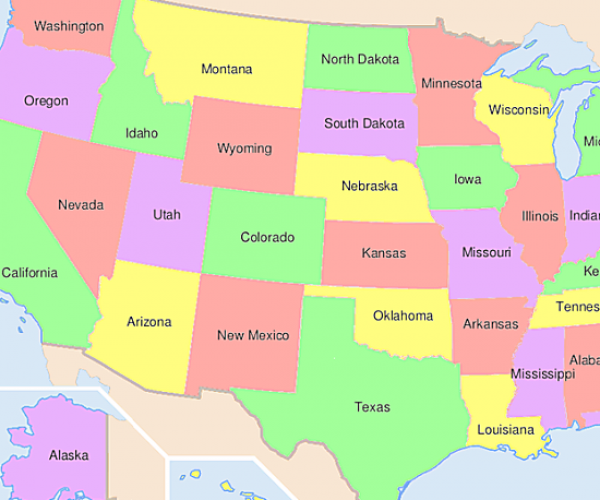 Washington
Montana
North Dakota
Minnesota
Oregon
Idaho
Wyoming
South Dakota
Wisconsin
Mic
Nebraska
Iowa
Nevada
Utah
Colorado
Kansas
Missouri
Illinois
Indian
California
Ke
Arizona
New Mexico
Oklahoma
Arkansas
Tennes
Texas
Mississippi
Alaba
Louisiana
Alaska